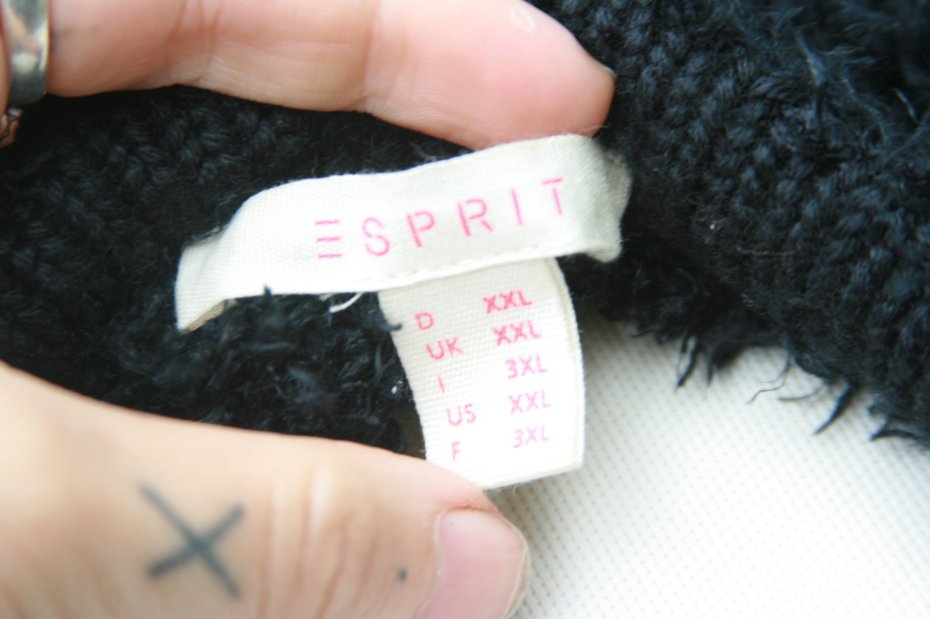 ESPRIT
D XXL
UK XXL
I 3XL
US XXL
F 3XL